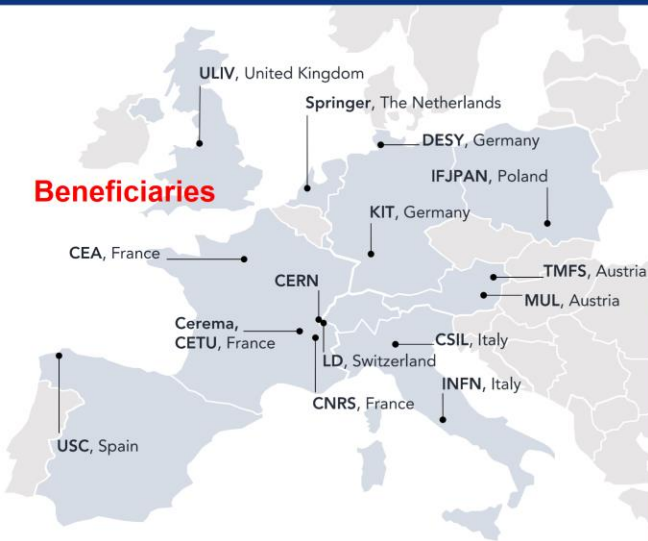 ULIV, United Kingdom
Springer, The Netherlands
DESY, Germany
IFJPAN, Poland
Beneficiaries
KIT, Germany
CEA, France
CERN
TMFS, Austria
MUL, Austria
Cerema,
CETU, France
CSIL, Italy
LD, Switzerland
INFN, Italy
CNRS, France
USC, Spain